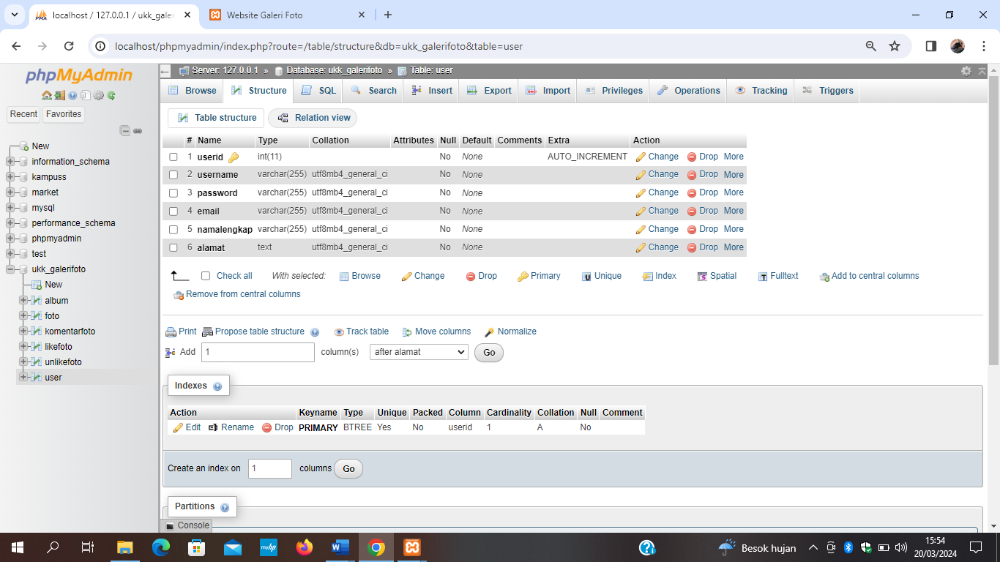 localhost / 127.0.0.1 / ukk_galer
Website Galeri Foto
localhost/phpmyadmin/index.php?route=/table/structure&db=ukk_galerifoto&table=user
phpMyAdmin
Recent Favorites
New
information_schema
kampuss
market
mysql
performance_schema
phpmyadmin
test
ukk_galerifoto
New
album
foto
komentarfoto
likefoto
unlikefoto
user
Server: 127.0.0.1 » Database: ukk_galerifoto » Table: user
Browse Structure SQL Search Insert Export Import Privileges Operations Tracking Triggers
Table structure Relation view
# Name Type Collation Attributes Null Default Comments Extra Action
1 userid int(11) No None AUTO_INCREMENT Change Drop More
2 username varchar(255) utf8mb4_general_ci No None Change Drop More
3 password varchar(255) utf8mb4_general_ci No None Change Drop More
4 email varchar(255) utf8mb4_general_ci No None Change Drop More
5 namalengkap varchar(255) utf8mb4_general_ci No None Change Drop More
6 alamat text utf8mb4_general_ci No None Change Drop More
Check all With selected: Browse Change Drop Primary Unique Index Spatial Fulltext Add to central columns
Remove from central columns
Print Propose table structure Track table Move columns Normalize
Add 1 column(s) after alamat Go
Indexes
Action Keyname Type Unique Packed Column Cardinality Collation Null Comment
Edit Rename Drop PRIMARY BTREE Yes No userid 1 A No
Create an index on 1 columns Go
Partitions
Console
Besok hujan
15:54
20/03/2024